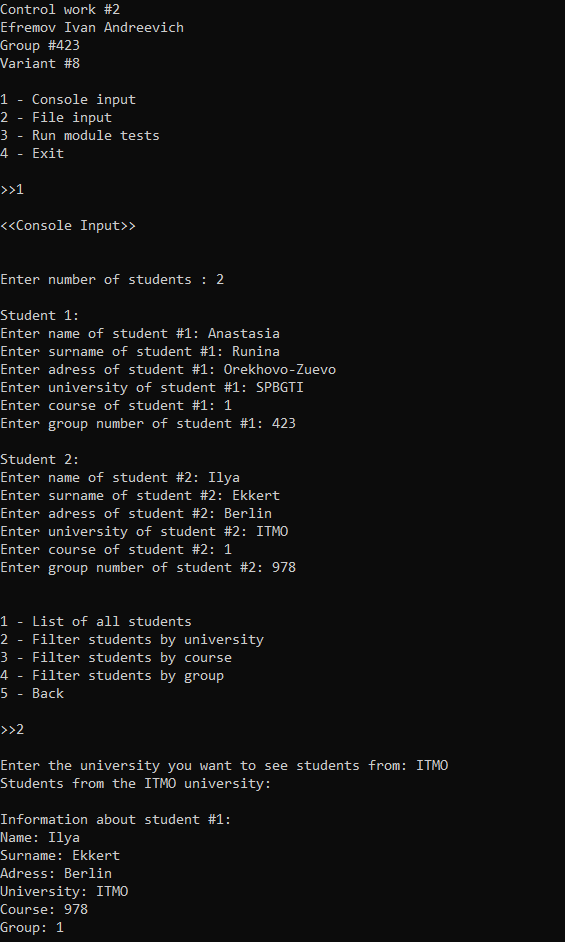 Control work #2
Efremov Ivan Andreevich
Group #423
Variant #8
1 - Console input
2 - File input
3 - Run module tests
4 - Exit
>>1
<<Console Input>>
Enter number of students : 2
Student 1:
Enter name of student #1: Anastasia
Enter surname of student #1: Runina
Enter adress of student #1: Orekhovo-Zuevo
Enter university of student #1: SPBGTI
Enter course of student #1: 1
Enter group number of student #1: 423
Student 2:
Enter name of student #2: Ilya
Enter surname of student #2: Ekkert
Enter adress of student #2: Berlin
Enter university of student #2: ITMO
Enter course of student #2: 1
Enter group number of student #2: 978
1 - List of all students
2 - Filter students by university
3 - Filter students by course
4 - Filter students by group
5 - Back
>>2
Enter the university you want to see students from: ITMO
Students from the ITMO university:
Information about student #1:
Name: Ilya
Surname: Ekkert
Adress: Berlin
University: ITMO
Course: 978
Group: 1